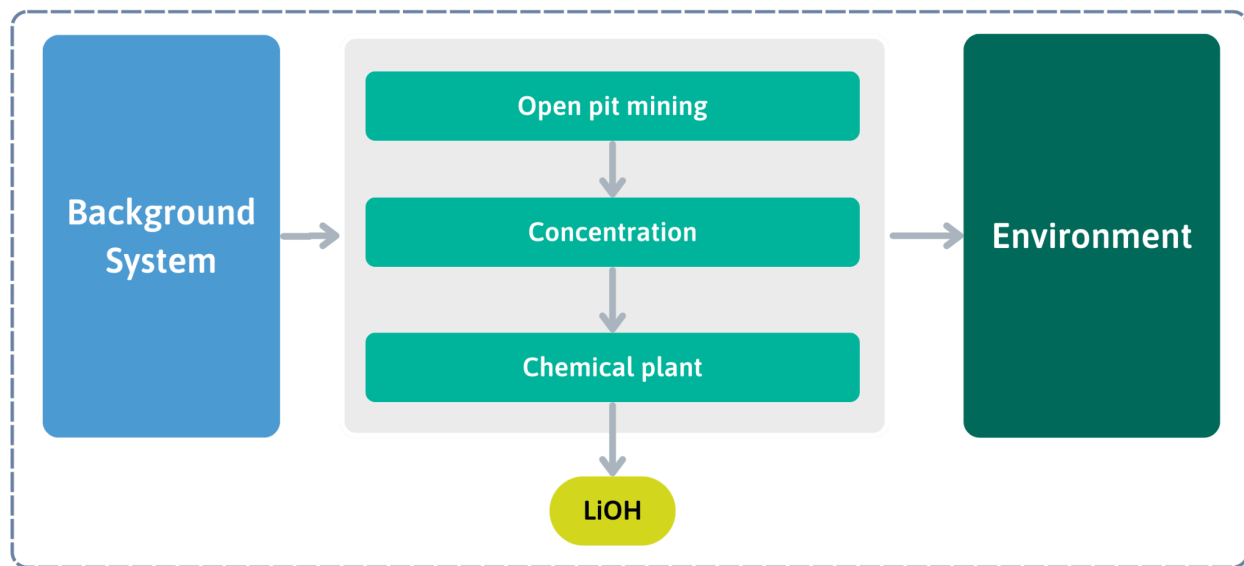 Open pit mining
Background
System
Concentration
Environment
Chemical plant
LiOH